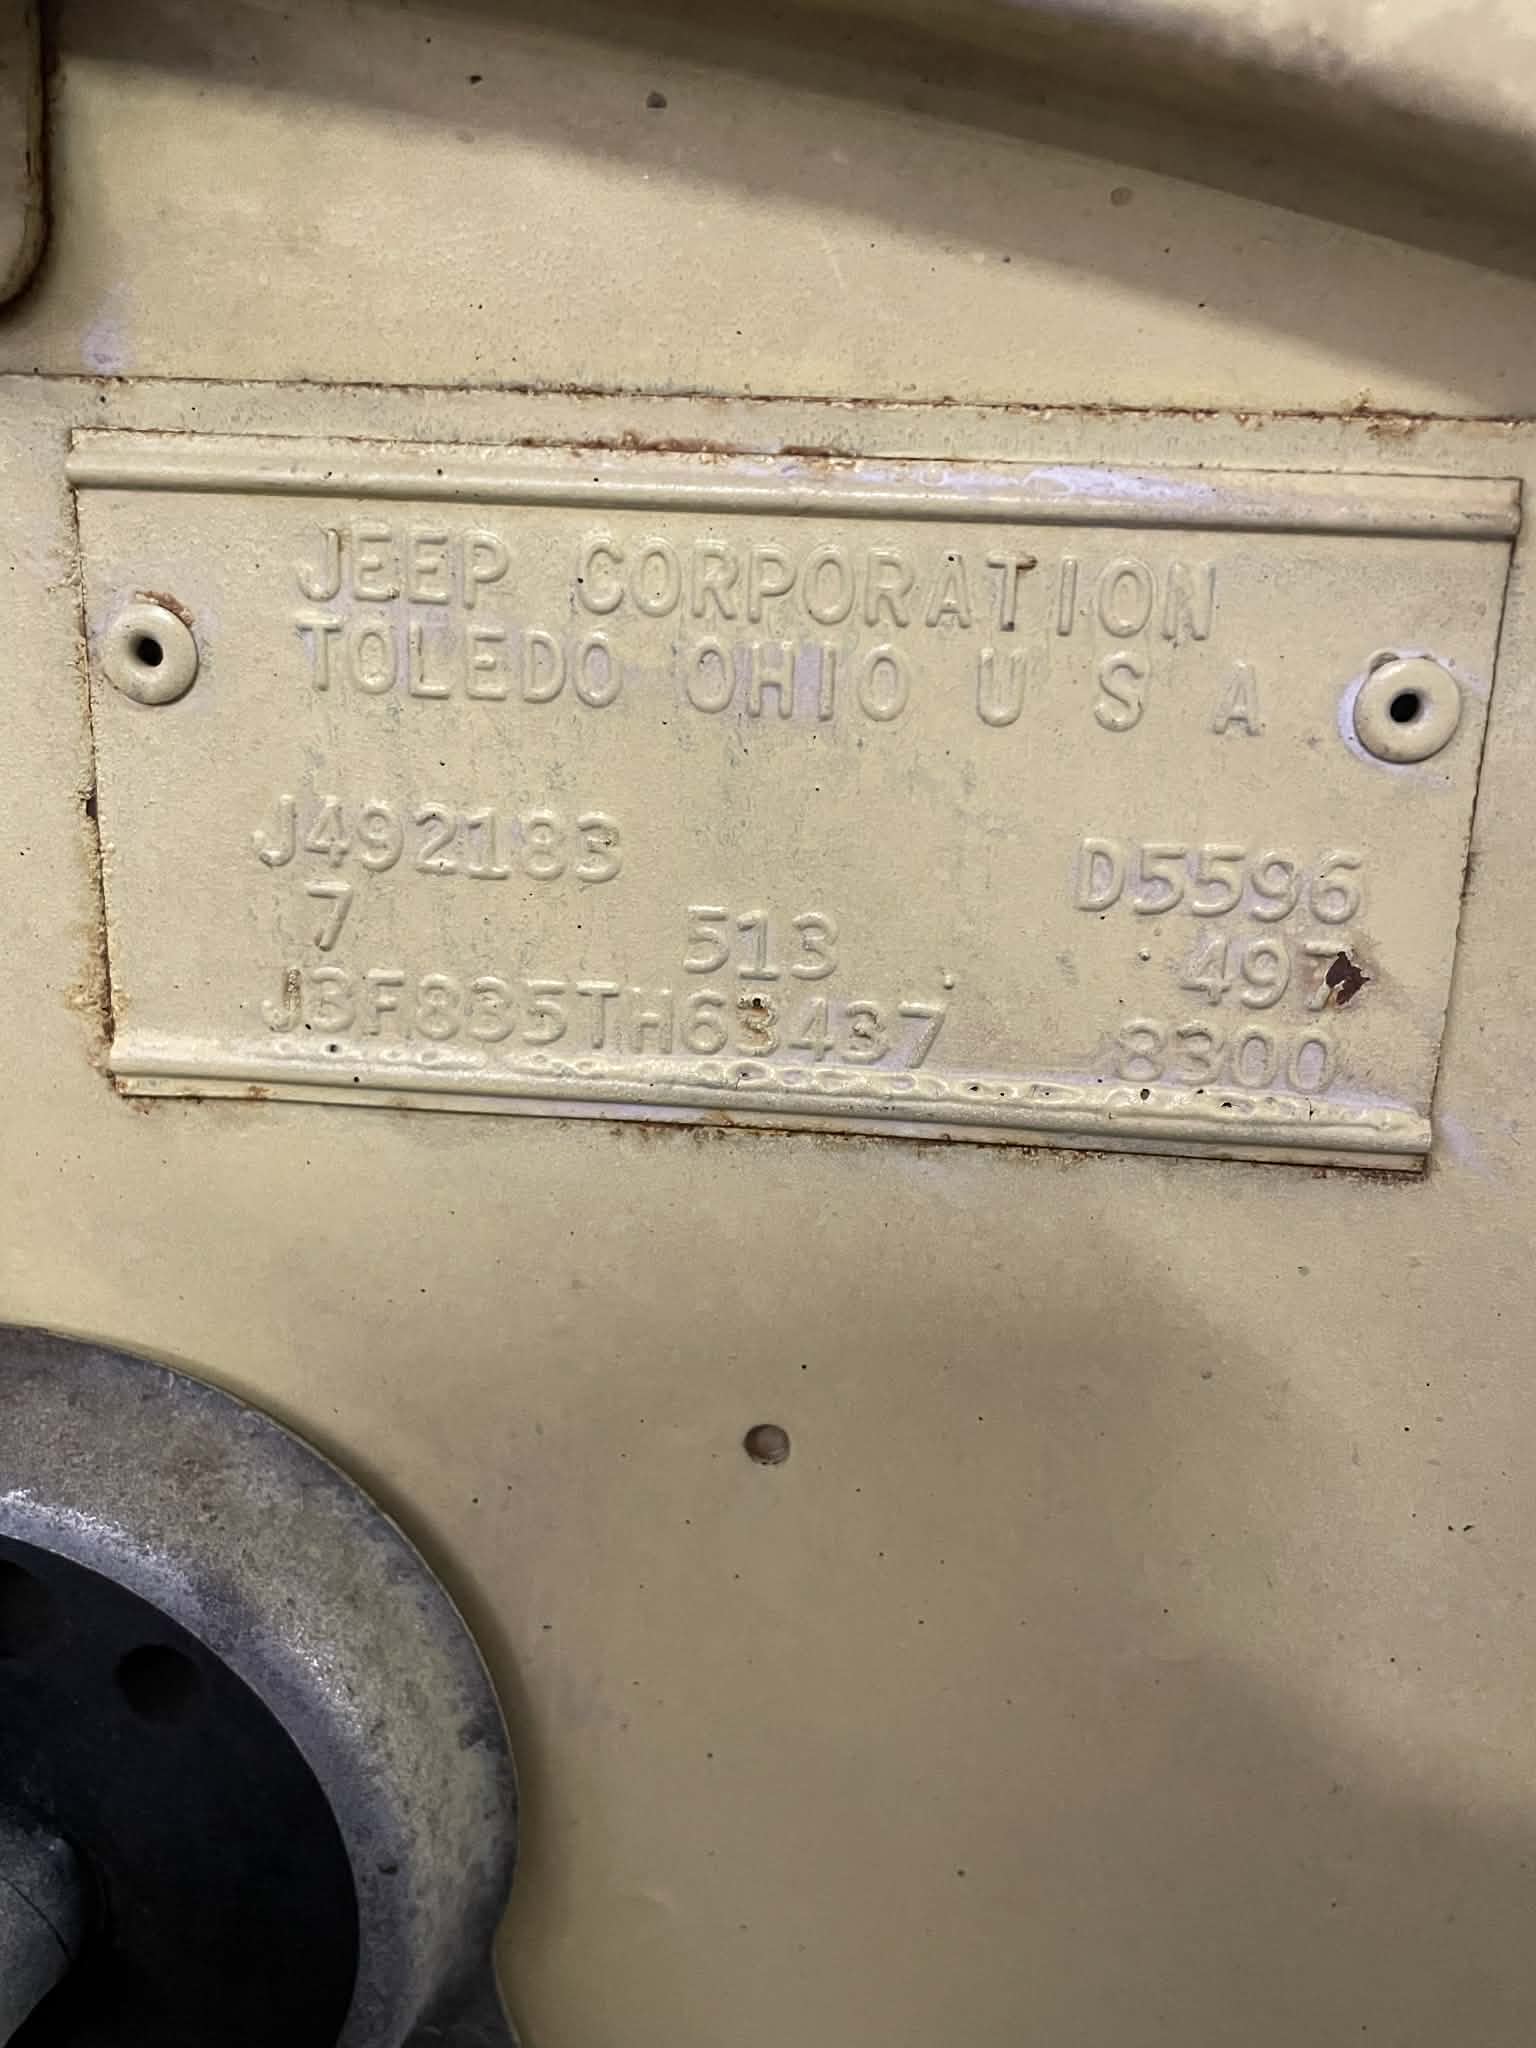 JEEP CORPORATION
TOLEDO OHIO U S A
J492183 D5596
7 513 497
J3F835TH63437 8300